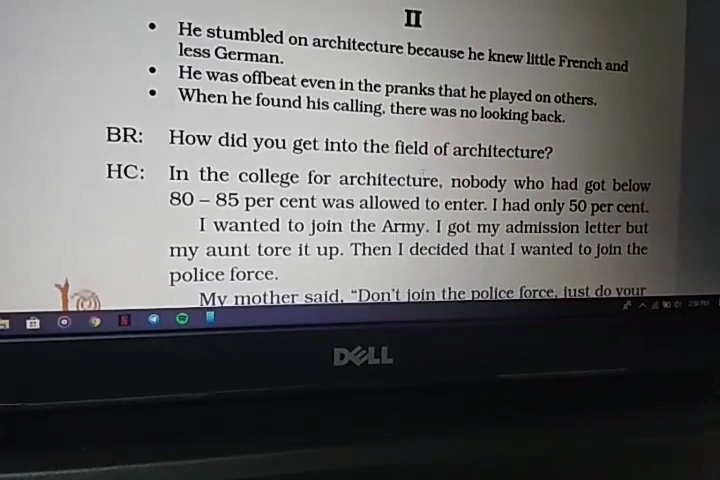 II
• He stumbled on architecture because he knew little French and
less German.
• He was offbeat even in the pranks that he played on others.
• When he found his calling, there was no looking back.
BR: How did you get into the field of architecture?
HC: In the college for architecture, nobody who had got below
80 – 85 per cent was allowed to enter. I had only 50 per cent.
I wanted to join the Army. I got my admission letter but
my aunt tore it up. Then I decided that I wanted to join the
police force.
My mother said, “Don't join the police force, just do your
DELL